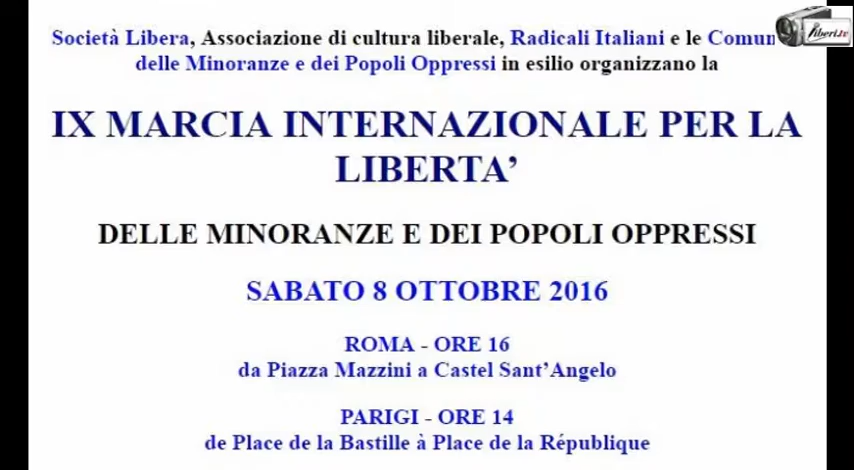 Società Libera, Associazione di cultura liberale, Radicali Italiani e le Comun
delle Minoranze e dei Popoli Oppressi in esilio organizzano la
IX MARCIA INTERNAZIONALE PER LA
LIBERTA’
DELLE MINORANZE E DEI POPOLI OPPRESSI
SABATO 8 OTTOBRE 2016
ROMA - ORE 16
da Piazza Mazzini a Castel Sant’Angelo
PARIGI - ORE 14
de Place de la Bastille à Place de la République
Liberi.tv